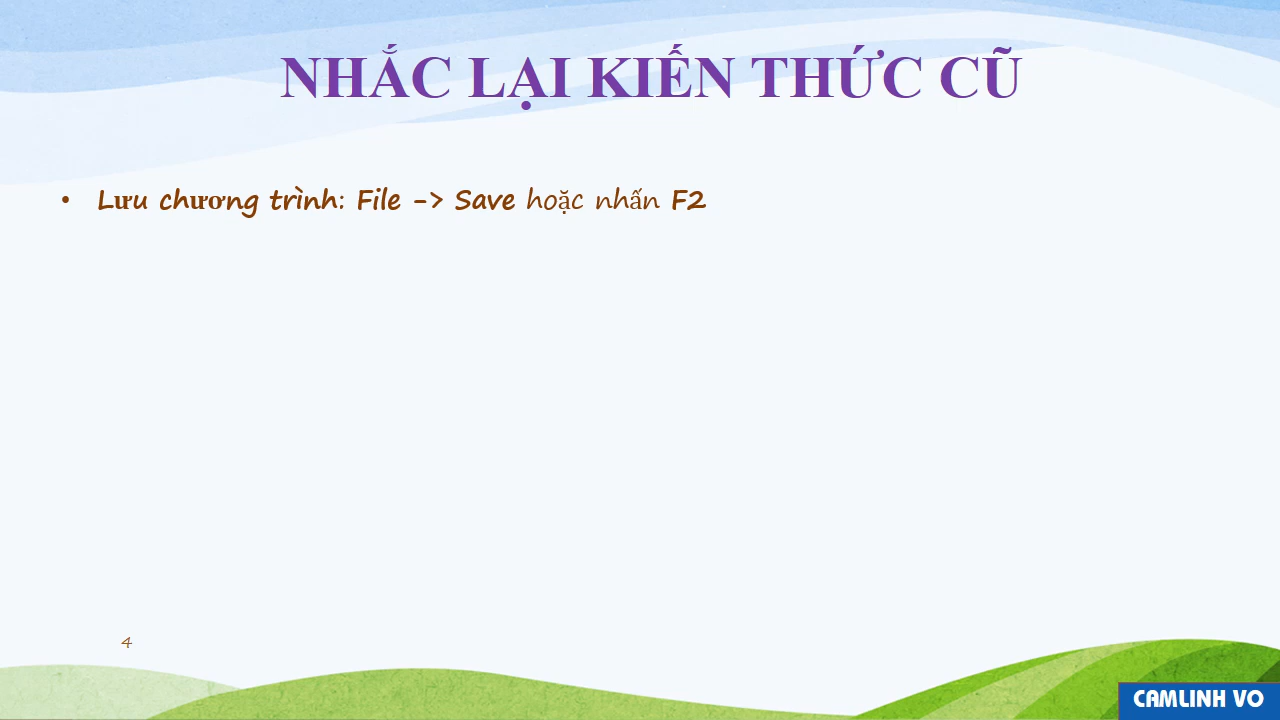 NHẮC LẠI KIẾN THỨC CŨ
• Lưu chương trình: File -> Save hoặc nhấn F2
4
CAMLINH VO